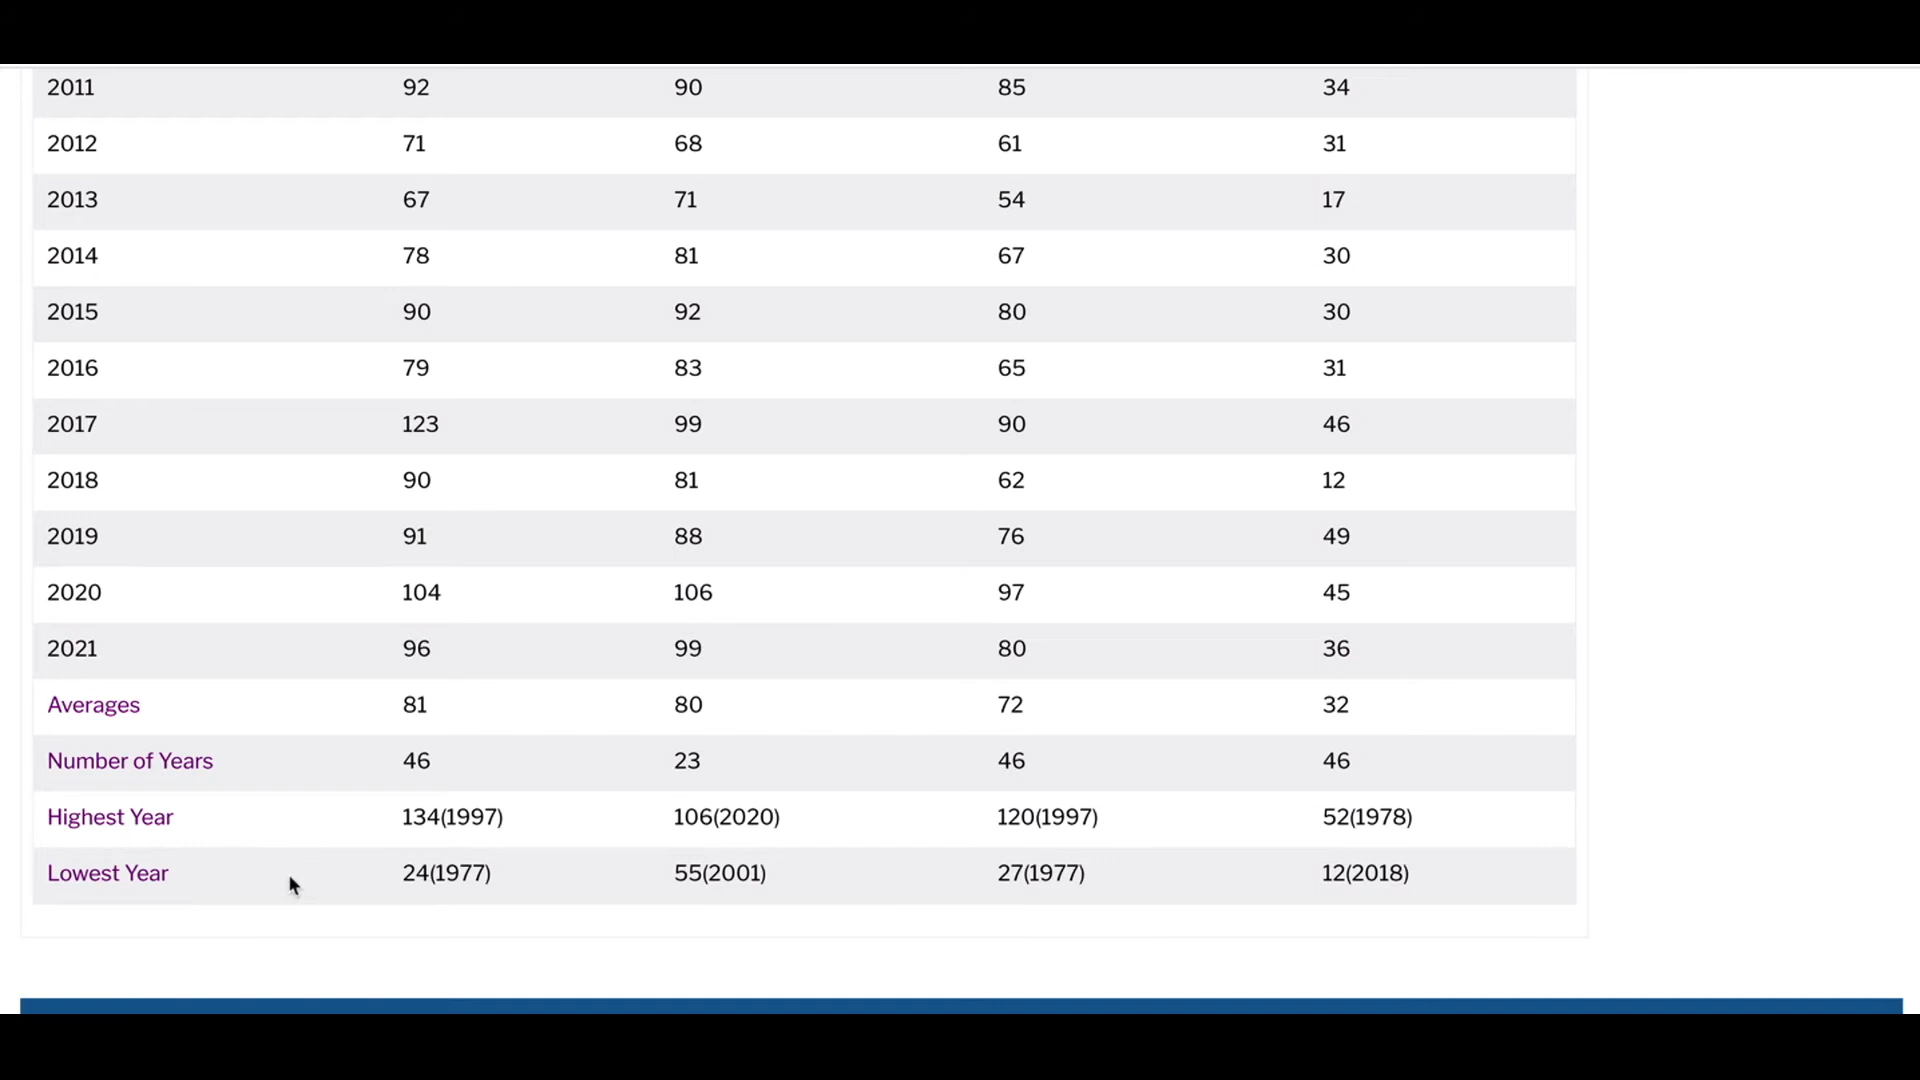 2011 92 90 85 34
2012 71 68 61 31
2013 67 71 54 17
2014 78 81 67 30
2015 90 92 80 30
2016 79 83 65 31
2017 123 99 90 46
2018 90 81 62 12
2019 91 88 76 49
2020 104 106 97 45
2021 96 99 80 36
Averages 81 80 72 32
Number of Years 46 23 46 46
Highest Year 134(1997) 106(2020) 120(1997) 52(1978)
Lowest Year 24(1977) 55(2001) 27(1977) 12(2018)